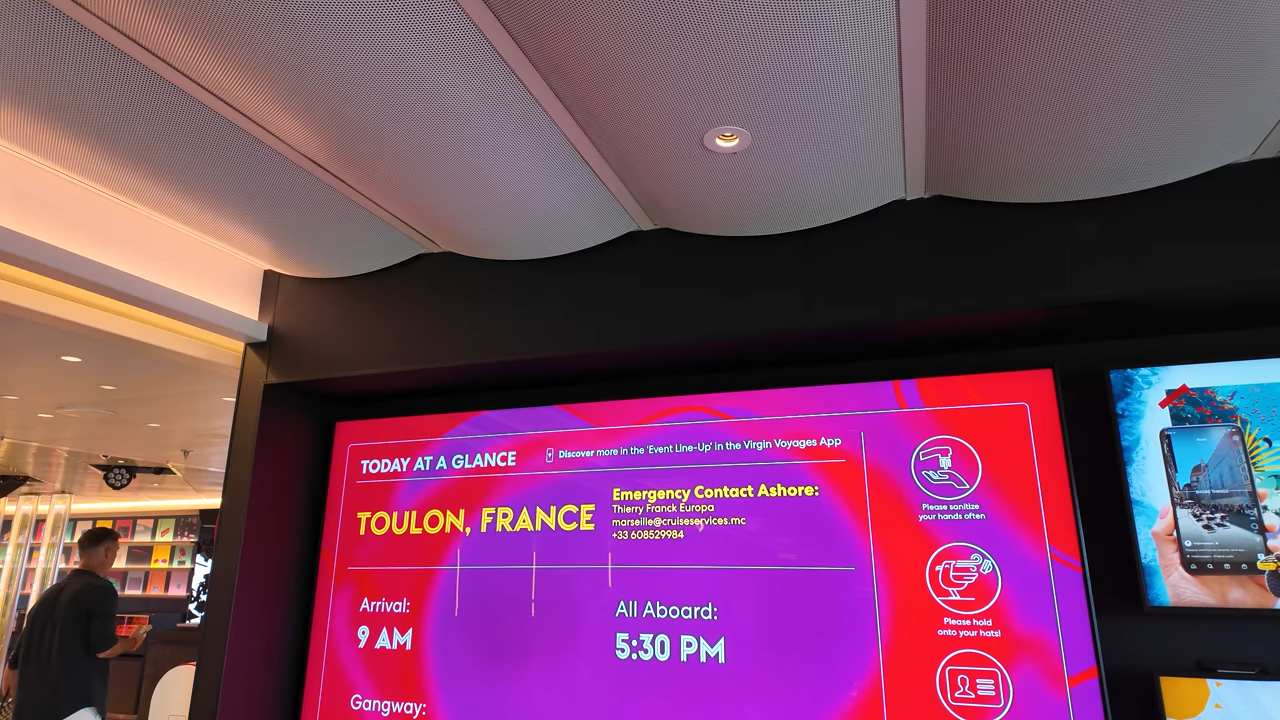 TODAY AT A GLANCE
Discover more in the 'Event Line-Up' in the Virgin Voyages App
TOULON, FRANCE
Emergency Contact Ashore:
Thierry Franck Europa
marseille@cruiseservices.mc
+33 608529984
Arrival:
9 AM
All Aboard:
5:30 PM
Gangway:
Please sanitize
your hands often
Please hold
onto your hats!
SHORE THINGS